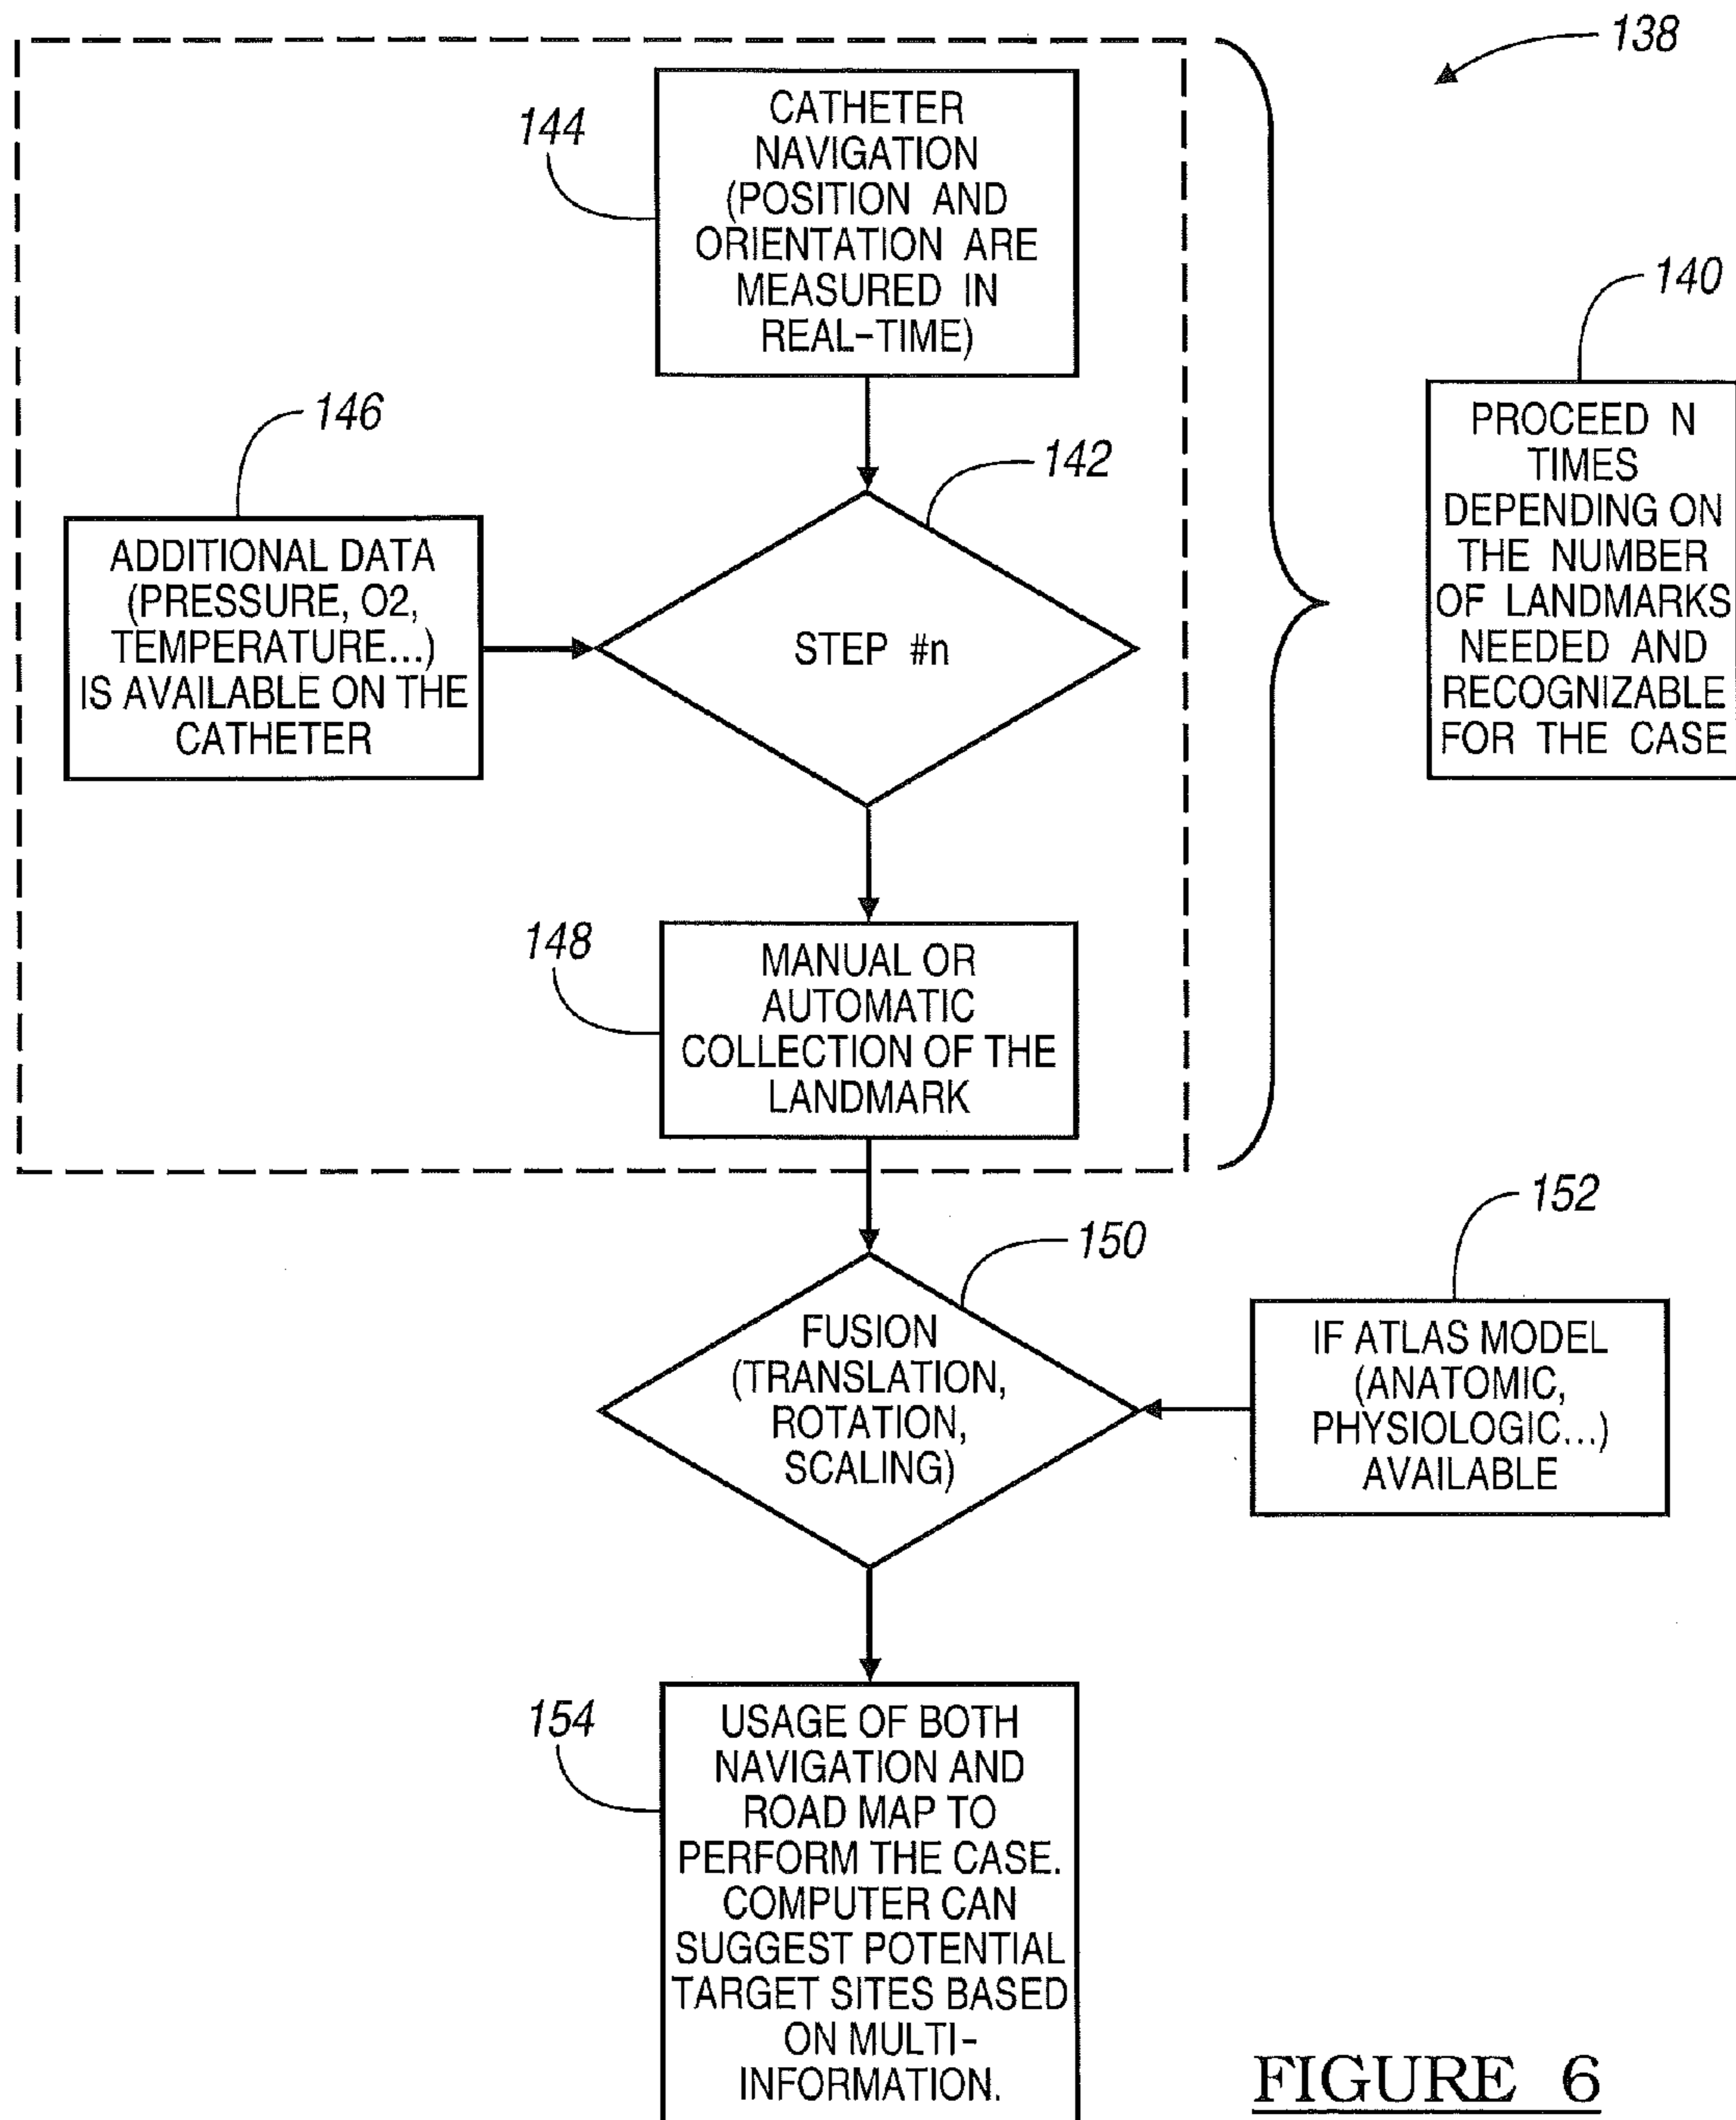 138
144
CATHETER
NAVIGATION
(POSITION AND
ORIENTATION ARE
MEASURED IN
REAL-TIME)
140
PROCEED N
TIMES
DEPENDING ON
THE NUMBER
OF LANDMARKS
NEEDED AND
RECOGNIZABLE
FOR THE CASE
146
ADDITIONAL DATA
(PRESSURE, O2,
TEMPERATURE...)
IS AVAILABLE ON THE
CATHETER
142
STEP #n
148
MANUAL OR
AUTOMATIC
COLLECTION OF THE
LANDMARK
150
FUSION
(TRANSLATION,
ROTATION,
SCALING)
152
IF ATLAS MODEL
(ANATOMIC,
PHYSIOLOGIC...)
AVAILABLE
154
USAGE OF BOTH
NAVIGATION AND
ROAD MAP TO
PERFORM THE CASE.
COMPUTER CAN
SUGGEST POTENTIAL
TARGET SITES BASED
ON MULTI-
INFORMATION.
FIGURE 6